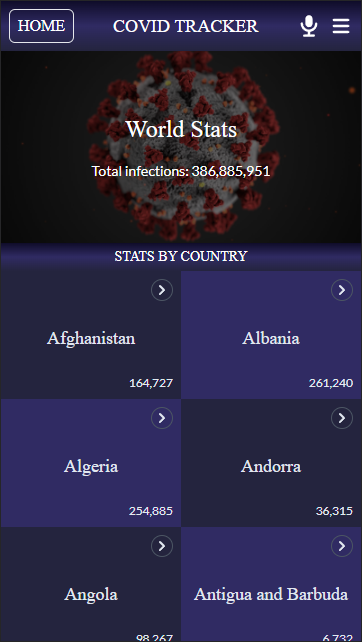 HOME
COVID TRACKER
World Stats
Total infections: 386,885,951
STATS BY COUNTRY
Afghanistan
Albania
164,727
261,240
Algeria
Andorra
254,885
36,315
Angola
Antigua and Barbuda
98,267
6,732